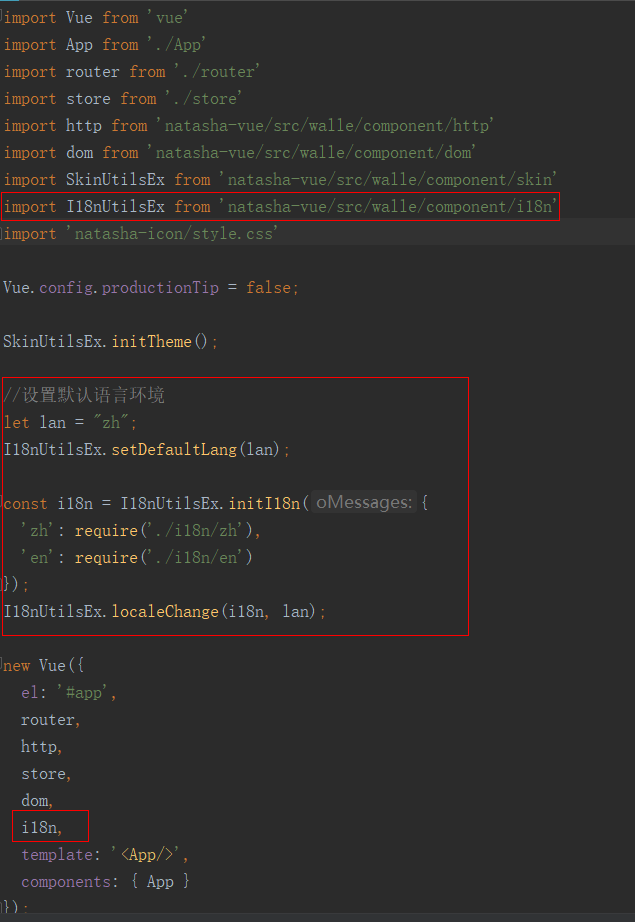 import Vue from 'vue'
import App from './App'
import router from './router'
import store from './store'
import http from 'natasha-vue/src/walle/component/http'
import dom from 'natasha-vue/src/walle/component/dom'
import SkinUtilsEx from 'natasha-vue/src/walle/component/skin'
import I18nUtilsEx from 'natasha-vue/src/walle/component/i18n'
import 'natasha-icon/style.css'
Vue.config.productionTip = false;
SkinUtilsEx.initTheme();
//设置默认语言环境
let lan = "zh";
I18nUtilsEx.setDefaultLang(lan);
const i18n = I18nUtilsEx.initI18n( oMessages: {
'zh': require('./i18n/zh'),
'en': require('./i18n/en')
});
I18nUtilsEx.localeChange(i18n, lan);
new Vue({
el: '#app',
router,
http,
store,
dom,
i18n,
template: '<App/>',
components: { App }
});